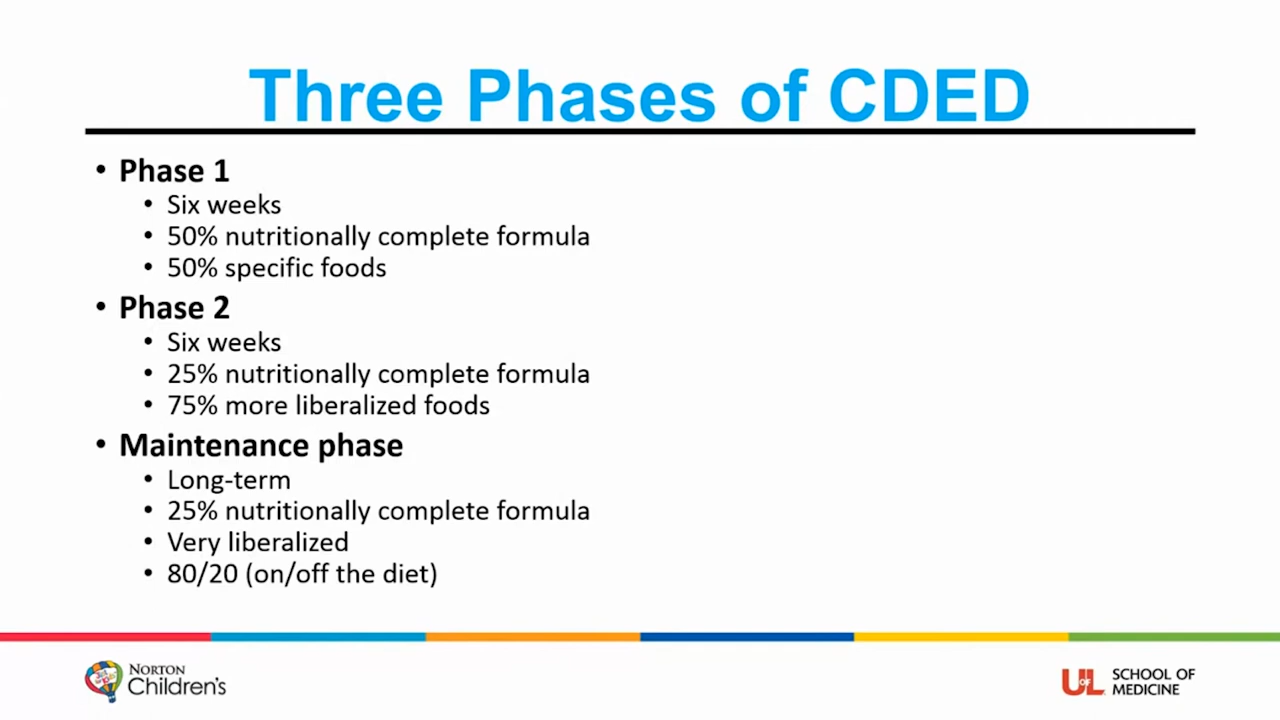 Three Phases of CDED
• Phase 1
• Six weeks
• 50% nutritionally complete formula
• 50% specific foods
• Phase 2
• Six weeks
• 25% nutritionally complete formula
• 75% more liberalized foods
• Maintenance phase
• Long-term
• 25% nutritionally complete formula
• Very liberalized
• 80/20 (on/off the diet)
NORTON
Children's
UofL
SCHOOL OF
MEDICINE